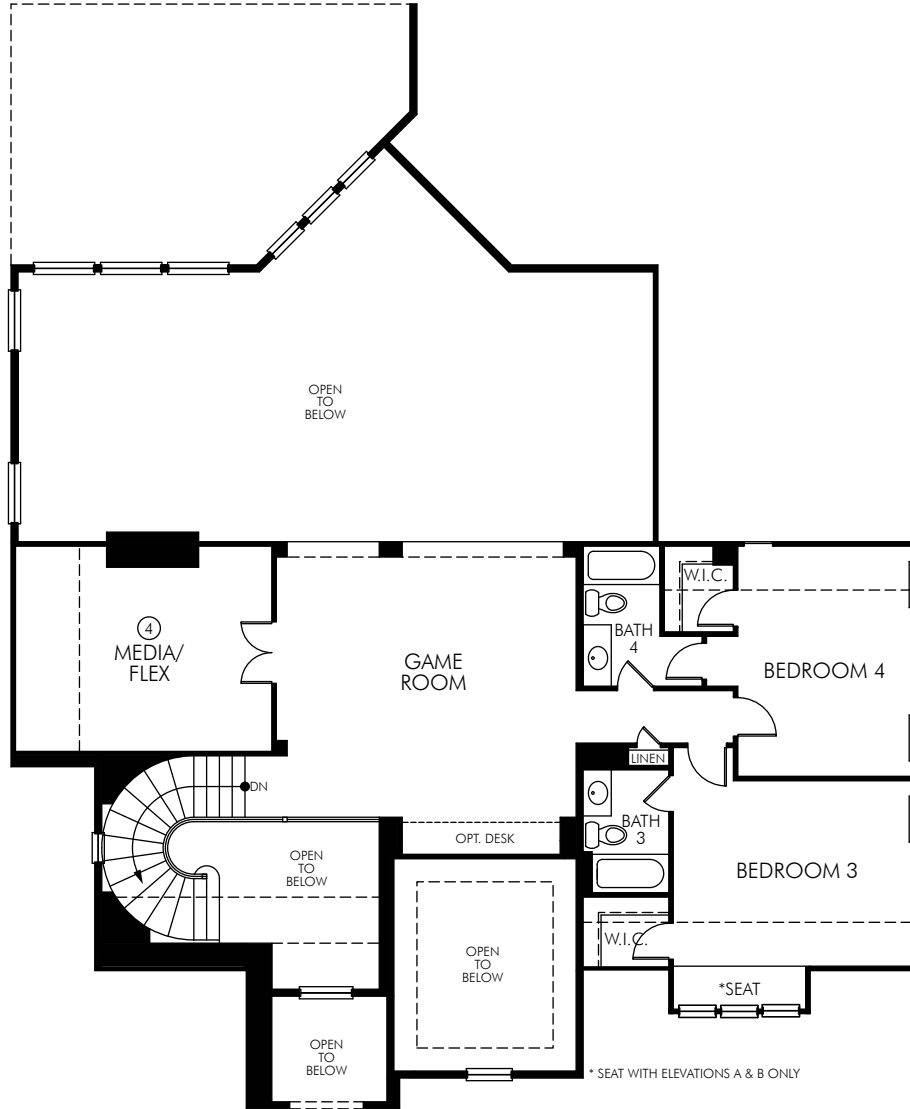 OPEN
TO
BELOW
4
MEDIA/
FLEX
GAME
ROOM
BATH
4
W.I.C.
BEDROOM 4
LINEN
DN
OPT. DESK
BATH
3
BEDROOM 3
OPEN
TO
BELOW
W.I.C.
OPEN
TO
BELOW
*SEAT
OPEN
TO
BELOW
* SEAT WITH ELEVATIONS A & B ONLY